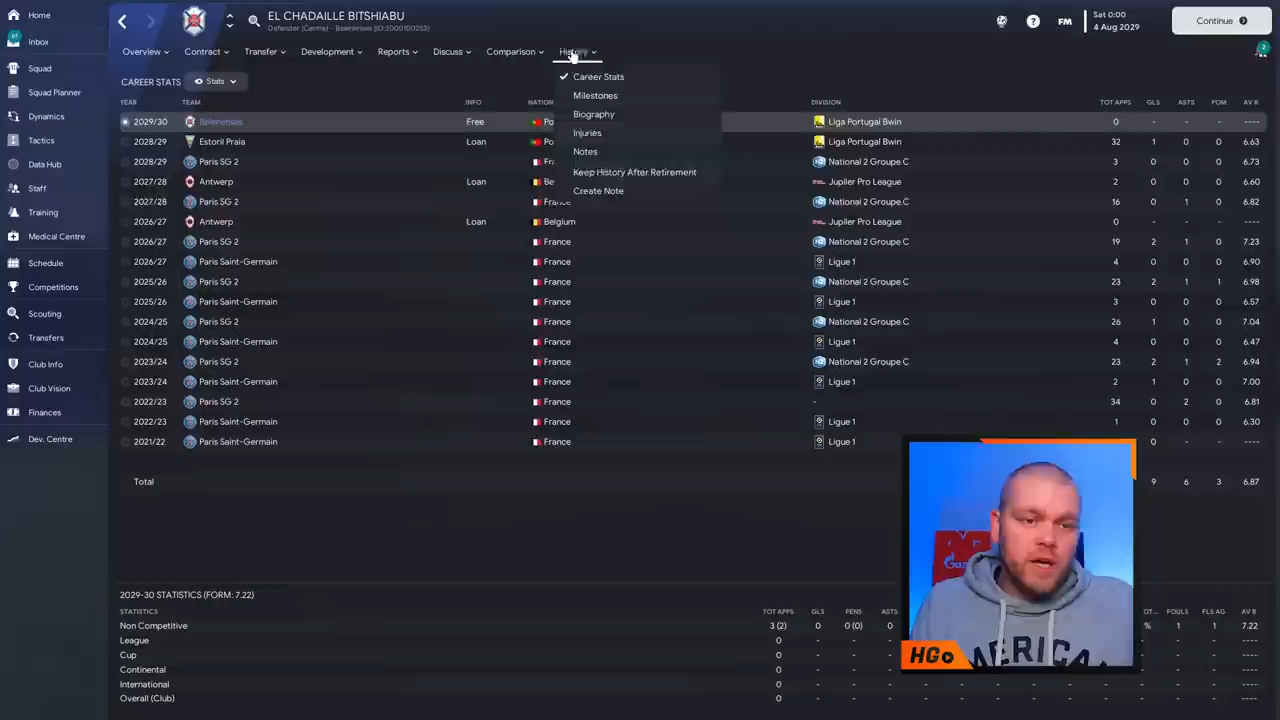 Home
EL CHADAILLE BITSHIABU
Defender (Centre) - Belenenses (ID:2000100253)
FM
Sat 0:00
4 Aug 2029
Continue
Inbox
Squad
Squad Planner
Dynamics
Tactics
Data Hub
Staff
Training
Medical Centre
Schedule
Competitions
Scouting
Transfers
Club Info
Club Vision
Finances
Dev. Centre
Overview Contract Transfer Development Reports Discuss Comparison History
2
CAREER STATS Stats
Career Stats
Milestones
Biography
Injuries
Notes
Keep History After Retirement
Create Note
YEAR TEAM INFO NATION DIVISION TOT APPS GLS ASTS POM. AV R
2029/30 Belenenses Free Po Liga Portugal Bwin 0 - - - ----
2028/29 Estoril Praia Loan Po Liga Portugal Bwin 32 1 0 0 6.63
2028/29 Paris SG 2 Fra National 2 Groupe C 3 0 0 0 6.73
2027/28 Antwerp Loan Be Jupiler Pro League 2 0 0 0 6.60
2027/28 Paris SG 2 France National 2 Groupe C 16 0 1 0 6.82
2026/27 Antwerp Loan Belgium Jupiler Pro League 0 - - - ----
2026/27 Paris SG 2 France National 2 Groupe C 19 2 1 0 7.23
2026/27 Paris Saint-Germain France Ligue 1 4 0 0 0 6.90
2025/26 Paris SG 2 France National 2 Groupe C 23 2 1 1 6.98
2025/26 Paris Saint-Germain France Ligue 1 3 0 0 0 6.57
2024/25 Paris SG 2 France National 2 Groupe C 26 1 0 0 7.04
2024/25 Paris Saint-Germain France Ligue 1 4 0 0 0 6.47
2023/24 Paris SG 2 France National 2 Groupe C 23 2 1 2 6.94
2023/24 Paris Saint-Germain France Ligue 1 2 1 0 0 7.00
2022/23 Paris SG 2 France - 34 0 2 0 6.81
2022/23 Paris Saint-Germain France Ligue 1 1 0 0 0 6.30
2021/22 Paris Saint-Germain France Ligue 1 0 - - ----
Total 9 6 3 6.87
2029-30 STATISTICS (FORM: 7.22)
STATISTICS TOT APPS GLS PENS ASTS OT... FOULS FLS AG AV R
Non Competitive 3 (2) 0 0 (0) 0 % 1 1 7.22
League 0 - - - - - - -
Cup 0 - - - - - - -
Continental 0 - - - - - - -
International 0 - - - - - - -
Overall (Club) 0 - - - - - - -
HGo
AMERICA